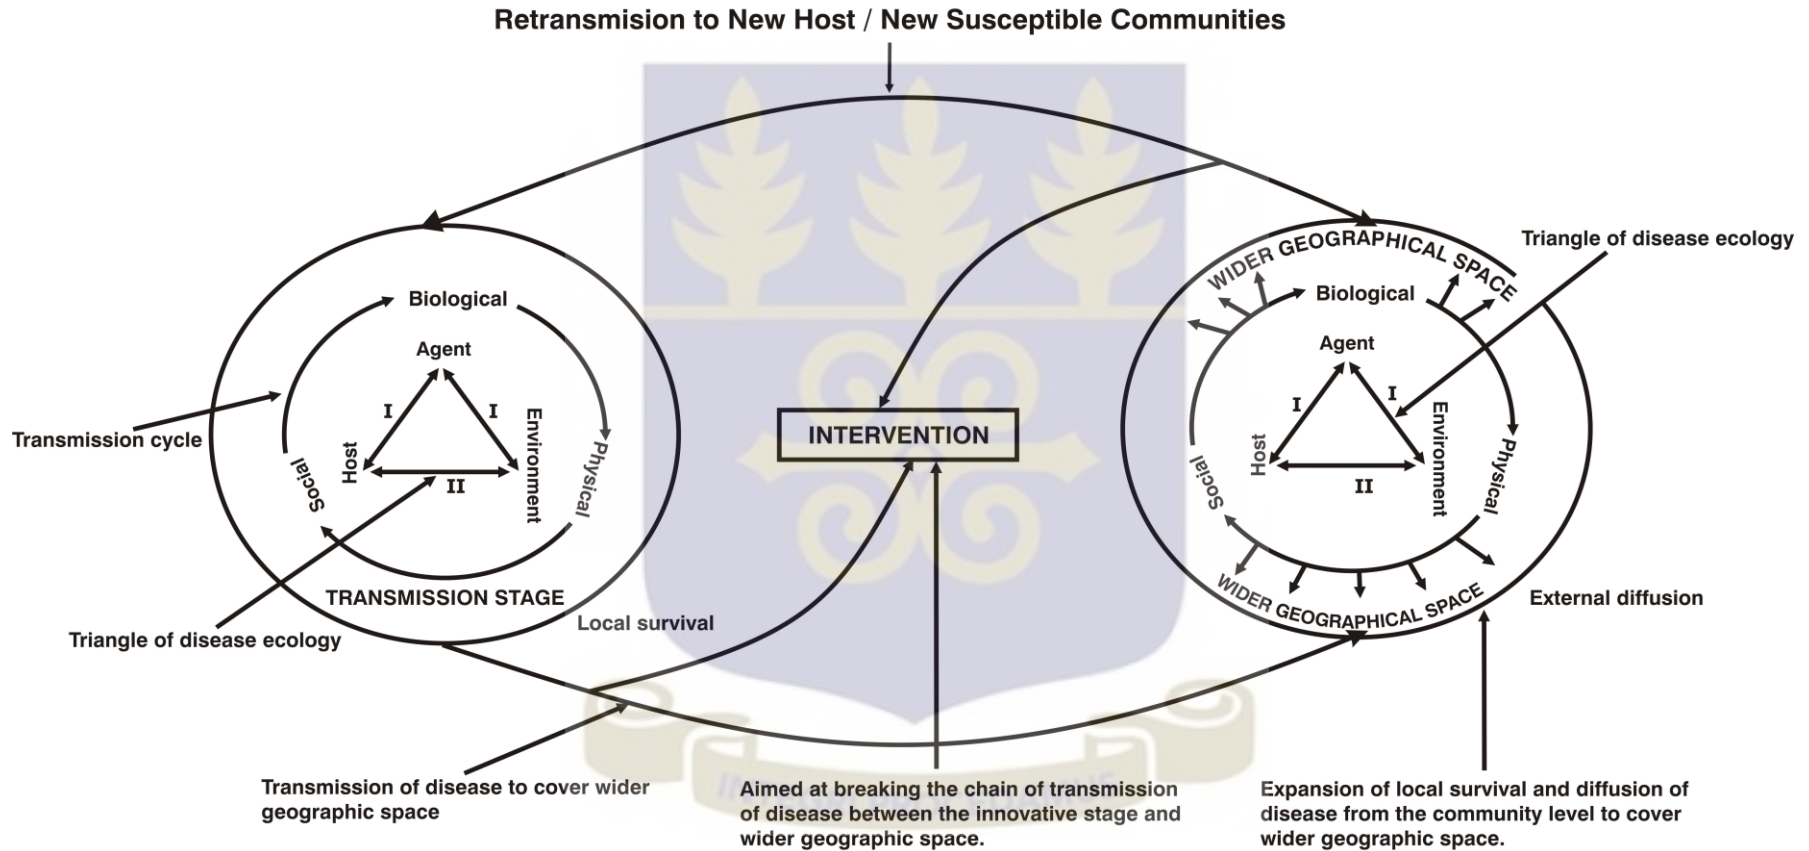 Retransmision to New Host / New Susceptible Communities
Biological
Agent
I
I
Host
Environment
II
Social
Physical
TRANSMISSION STAGE
Transmission cycle
Triangle of disease ecology
Local survival
INTERVENTION
WIDER GEOGRAPHICAL SPACE
Triangle of disease ecology
Biological
Agent
I
I
Host
Environment
II
Social
Physical
WIDER GEOGRAPHICAL SPACE
External diffusion
Transmission of disease to cover wider
geographic space
Aimed at breaking the chain of transmission
of disease between the innovative stage and
wider geographic space.
Expansion of local survival and diffusion of
disease from the community level to cover
wider geographic space.